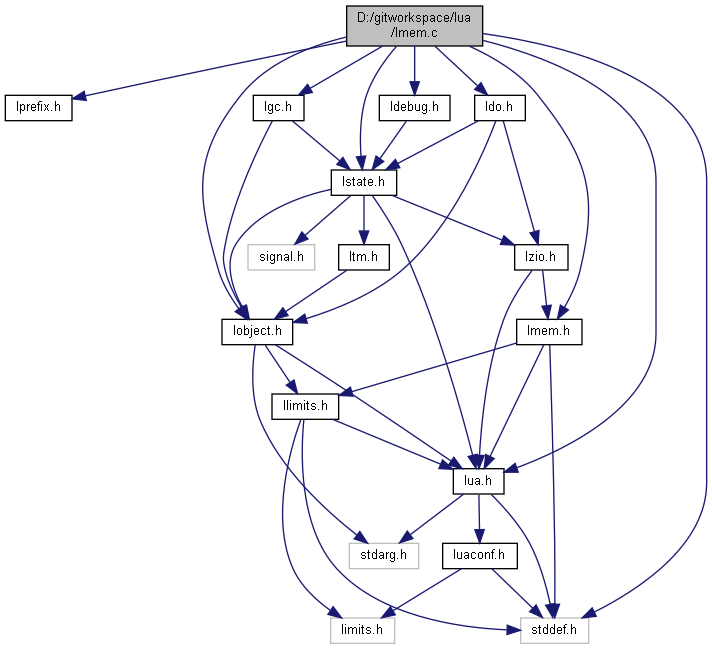 D:/gitworkspace/lua
/lmem.c
lprefix.h
lgc.h
ldebug.h
ldo.h
lstate.h
signal.h
ltm.h
lzio.h
lobject.h
lmem.h
llimits.h
lua.h
stdarg.h
luaconf.h
limits.h
stddef.h